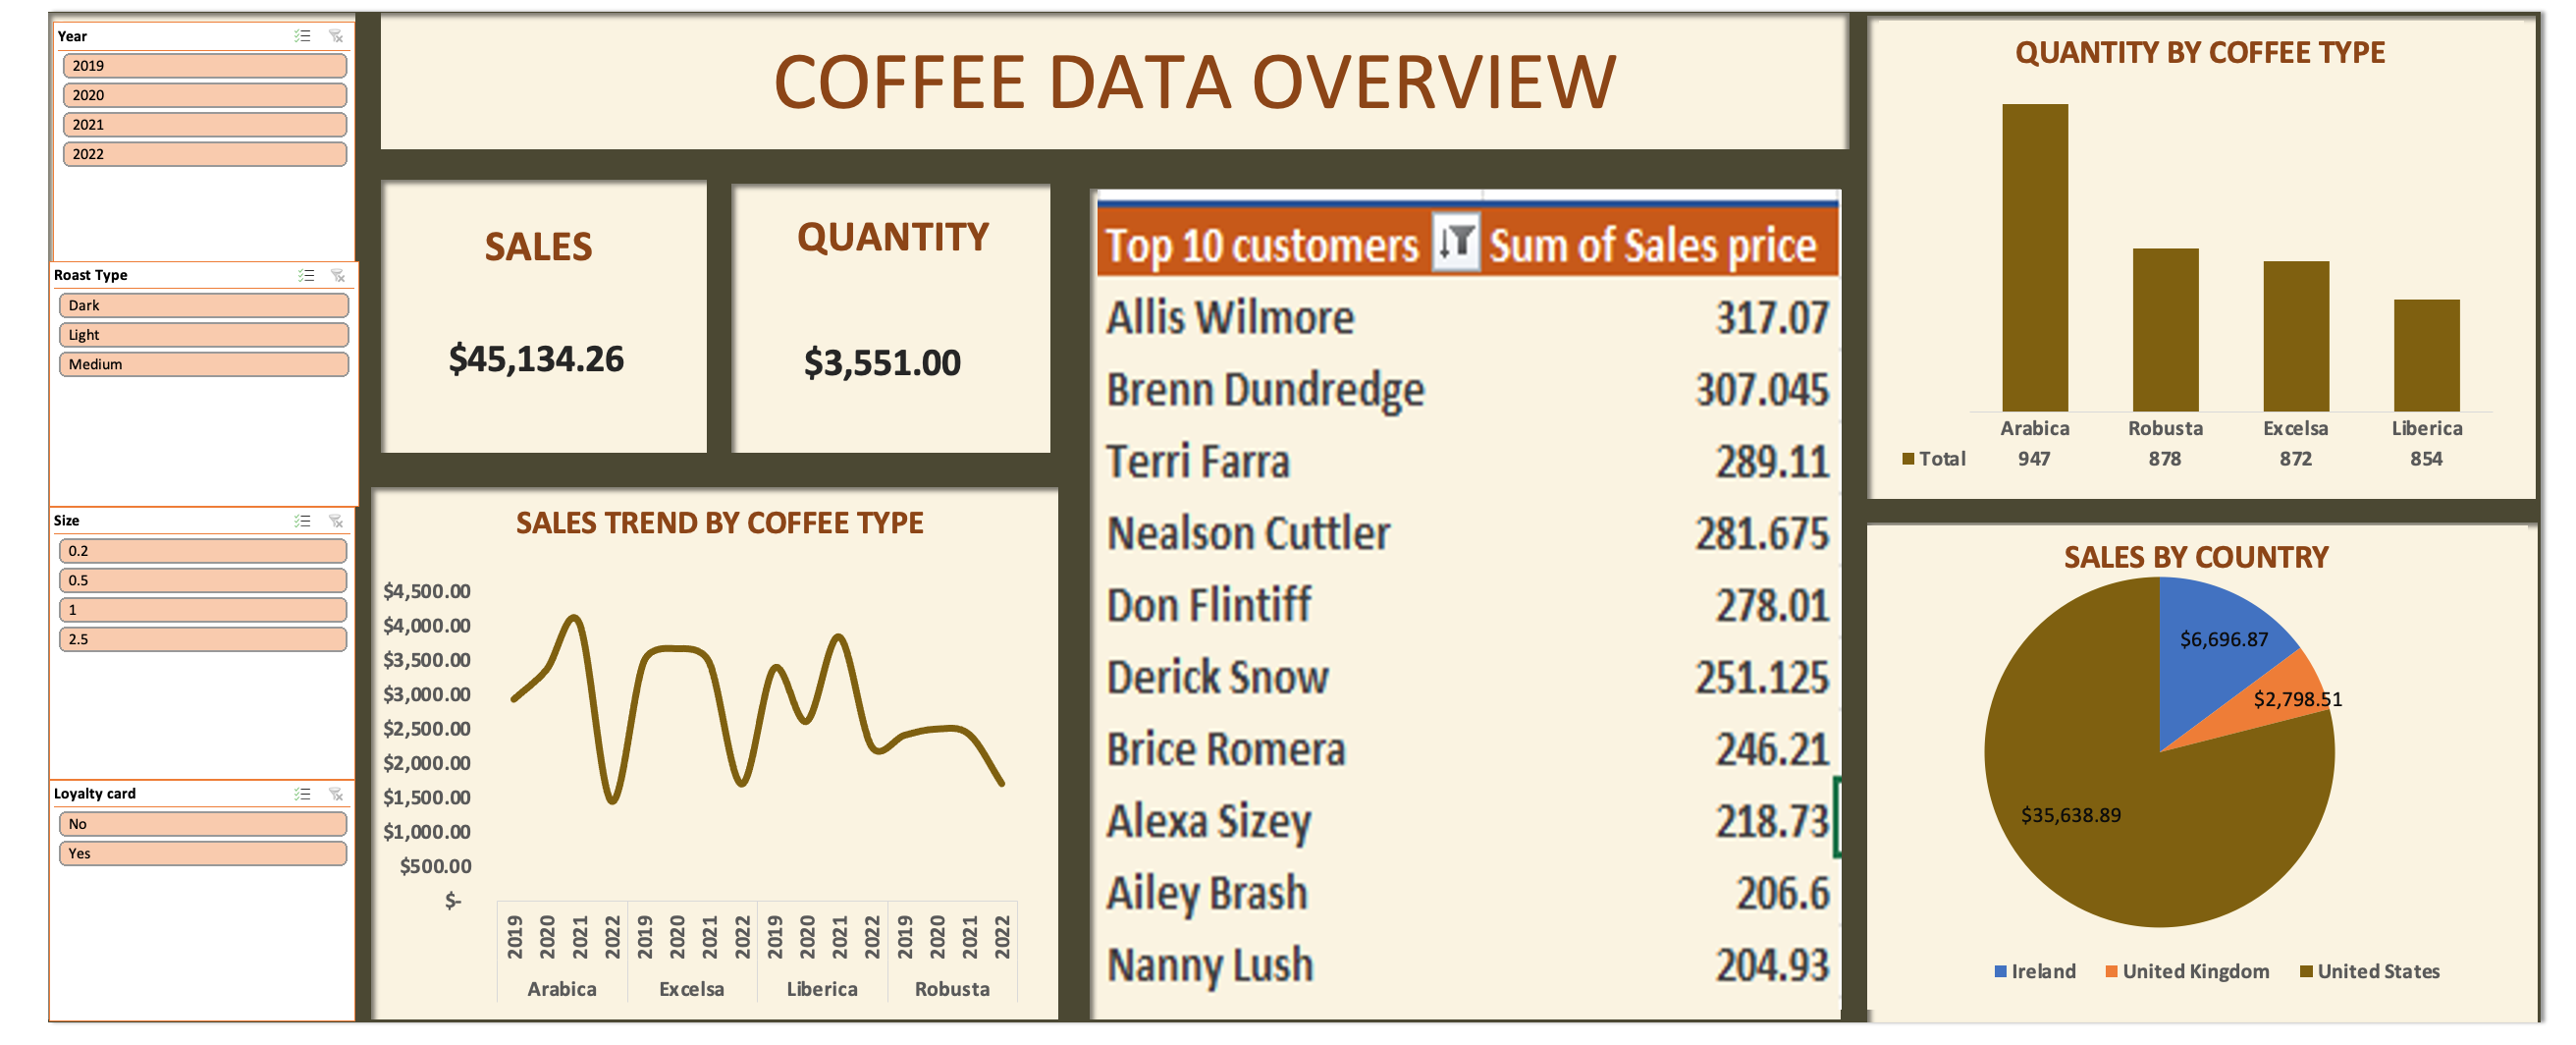 Year
2019
2020
2021
2022
Roast Type
Dark
Light
Medium
Size
0.2
0.5
1
2.5
Loyalty card
No
Yes
COFFEE DATA OVERVIEW
SALES
$45,134.26
QUANTITY
$3,551.00
SALES TREND BY COFFEE TYPE
$4,500.00
$4,000.00
$3,500.00
$3,000.00
$2,500.00
$2,000.00
$1,500.00
$1,000.00
$500.00
$-
2019 2020 2021 2022 2019 2020 2021 2022 2019 2020 2021 2022 2019 2020 2021 2022
Arabica Excelsa Liberica Robusta
Top 10 customers Sum of Sales price
Allis Wilmore 317.07
Brenn Dundredge 307.045
Terri Farra 289.11
Nealson Cuttler 281.675
Don Flintiff 278.01
Derick Snow 251.125
Brice Romera 246.21
Alexa Sizey 218.73
Ailey Brash 206.6
Nanny Lush 204.93
QUANTITY BY COFFEE TYPE
Arabica Robusta Excelsa Liberica
Total 947 878 872 854
SALES BY COUNTRY
$6,696.87
$2,798.51
$35,638.89
Ireland United Kingdom United States